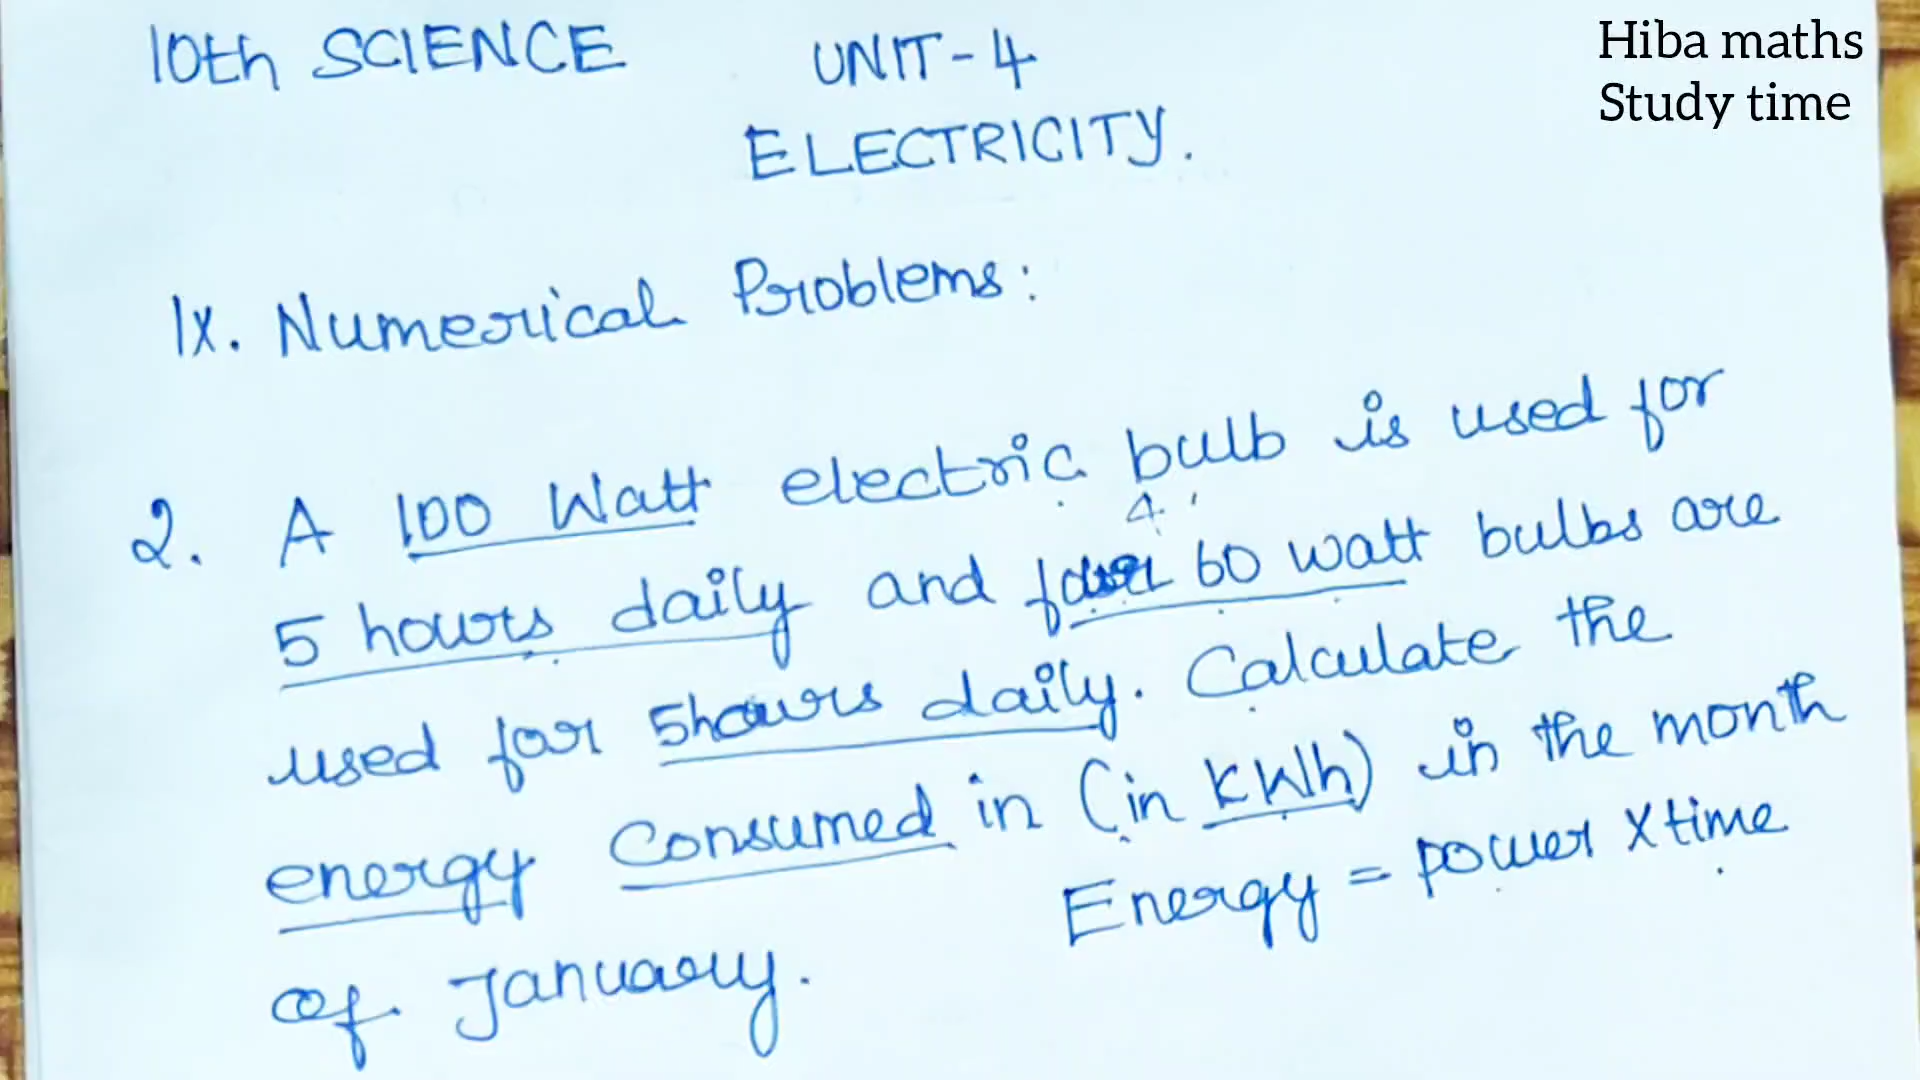 10th SCIENCE UNIT-4
ELECTRICITY.
Hiba maths
Study time
IX. Numerical Problems:
2. A 100 Watt electric bulb is used for
4
5 hours daily and four 60 watt bulbs are
used for 5hours daily. Calculate the
energy consumed in (in kWh) in the month
of January.
Energy = power x time